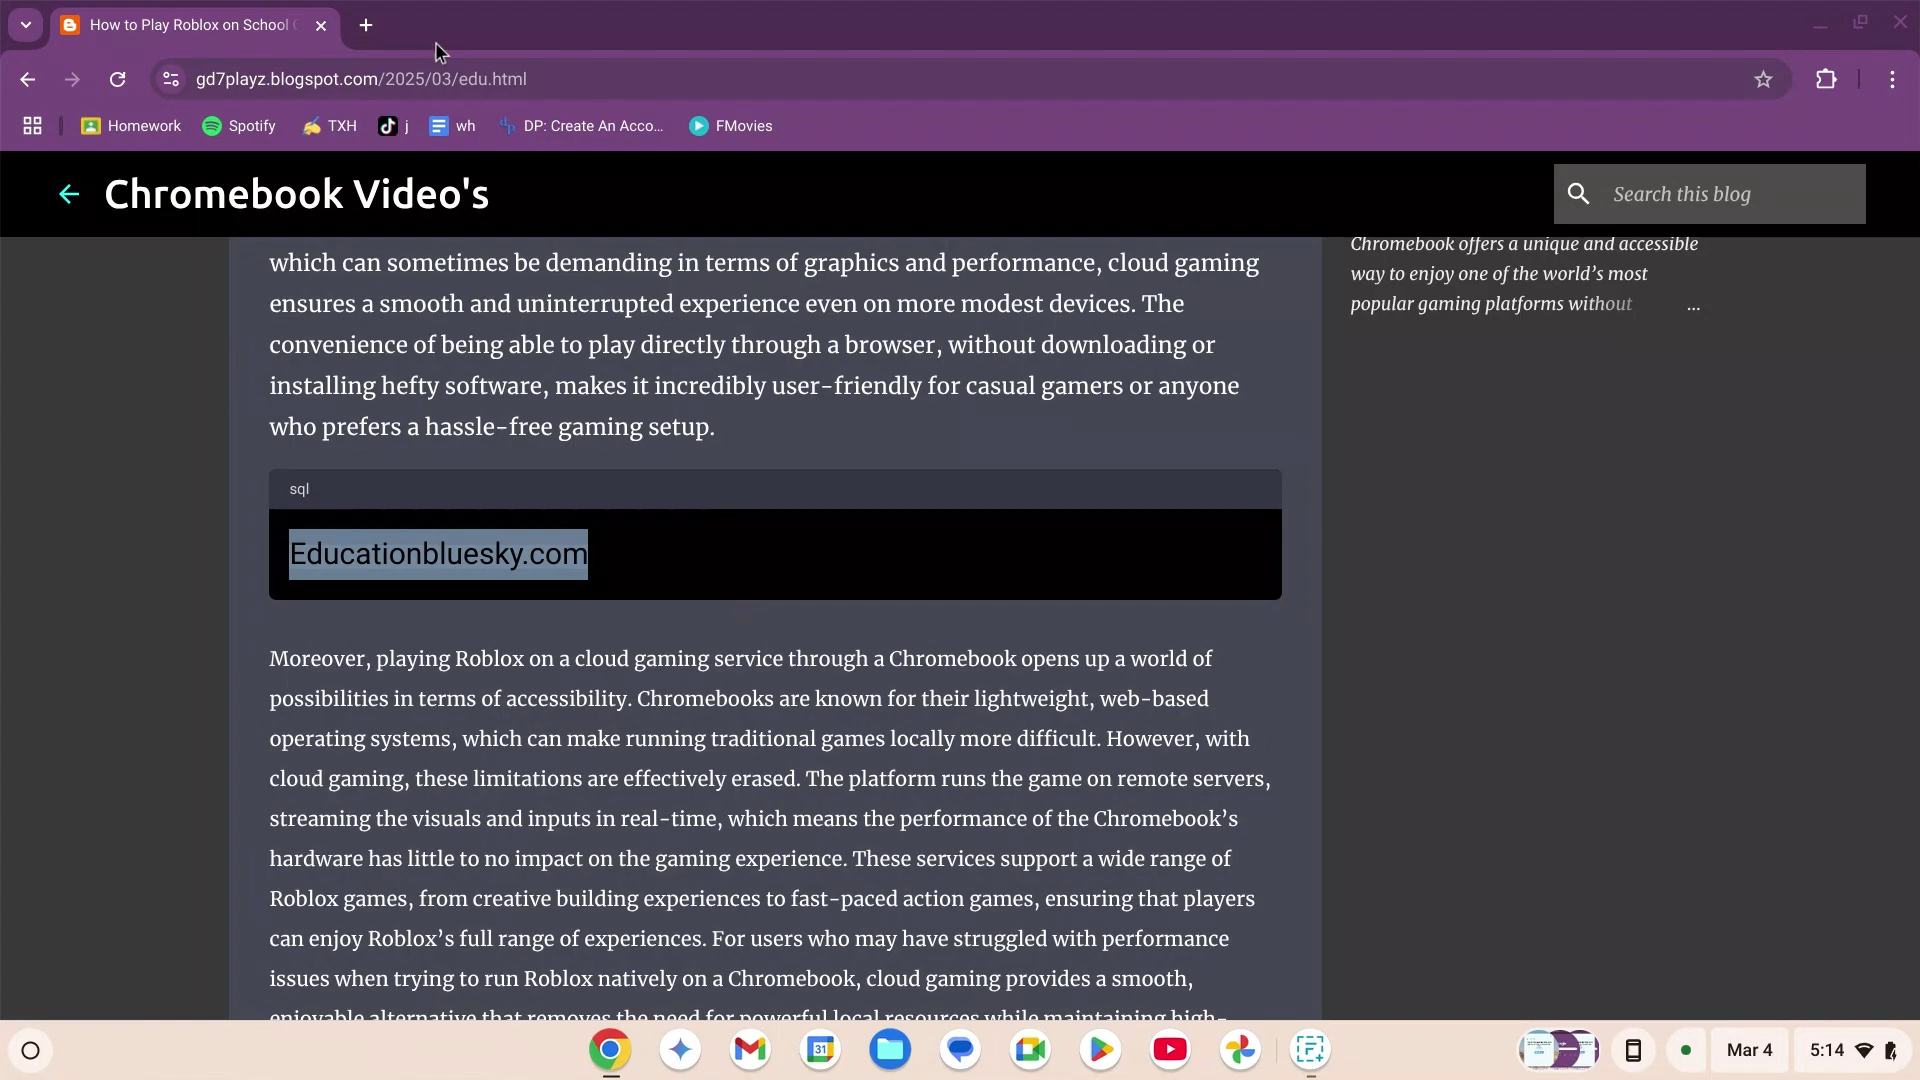 How to Play Roblox on School
gd7playz.blogspot.com/2025/03/edu.html
Homework
Spotify
TXH
j
wh
DP: Create An Acco...
FMovies
Chromebook Video's
Search this blog
which can sometimes be demanding in terms of graphics and performance, cloud gaming
ensures a smooth and uninterrupted experience even on more modest devices. The
convenience of being able to play directly through a browser, without downloading or
installing hefty software, makes it incredibly user-friendly for casual gamers or anyone
who prefers a hassle-free gaming setup.
sql
Educationbluesky.com
Moreover, playing Roblox on a cloud gaming service through a Chromebook opens up a world of
possibilities in terms of accessibility. Chromebooks are known for their lightweight, web-based
operating systems, which can make running traditional games locally more difficult. However, with
cloud gaming, these limitations are effectively erased. The platform runs the game on remote servers,
streaming the visuals and inputs in real-time, which means the performance of the Chromebook’s
hardware has little to no impact on the gaming experience. These services support a wide range of
Roblox games, from creative building experiences to fast-paced action games, ensuring that players
can enjoy Roblox’s full range of experiences. For users who may have struggled with performance
issues when trying to run Roblox natively on a Chromebook, cloud gaming provides a smooth,
enjoyable alternative that removes the need for powerful local resources while maintaining high-
Chromebook offers a unique and accessible
way to enjoy one of the world’s most
popular gaming platforms without ...
31
Mar 4
5:14